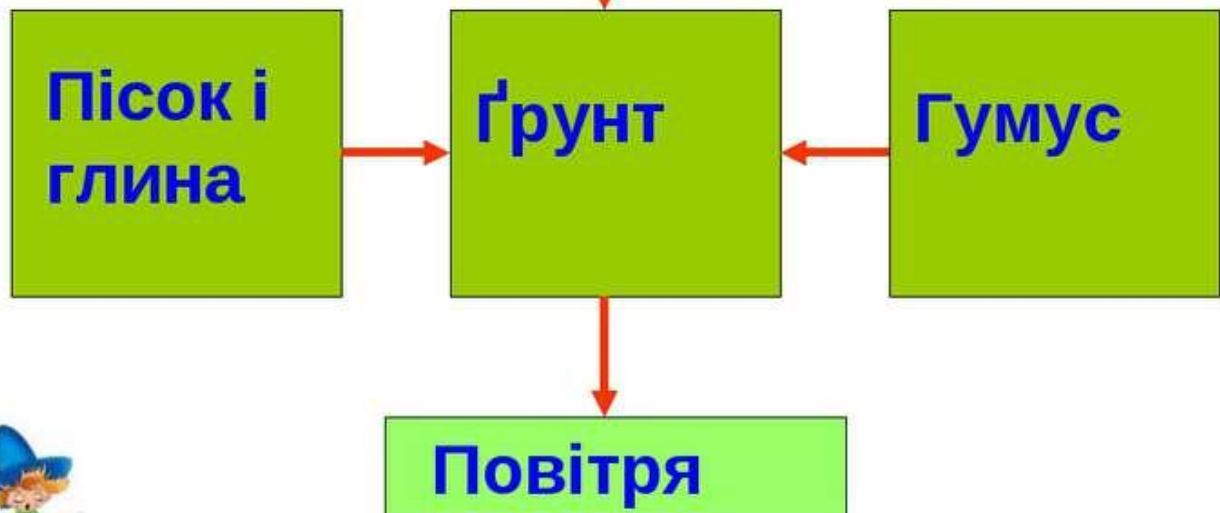 Пісок і
глина
Ґрунт
Гумус
Повітря